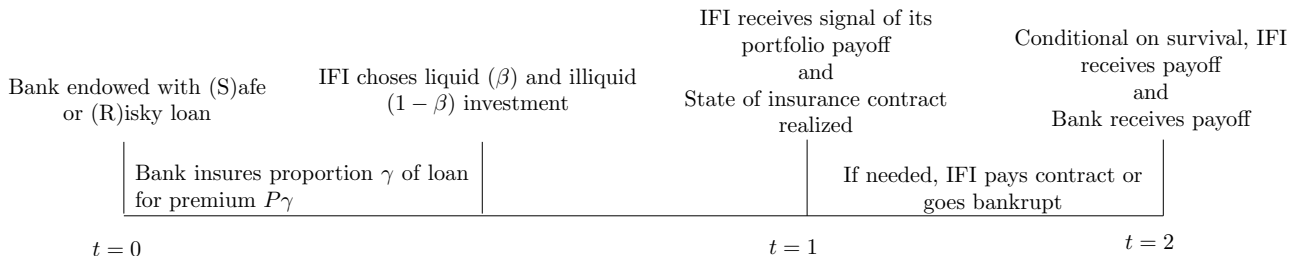 Bank endowed with (S)afe
or (R)isky loan
IFI choses liquid (β) and illiquid
(1 − β) investment
IFI receives signal of its
portfolio payoff
and
State of insurance contract
realized
Conditional on survival, IFI
receives payoff
and
Bank receives payoff
Bank insures proportion γ of loan
for premium Pγ
If needed, IFI pays contract or
goes bankrupt
t = 0
t = 1
t = 2